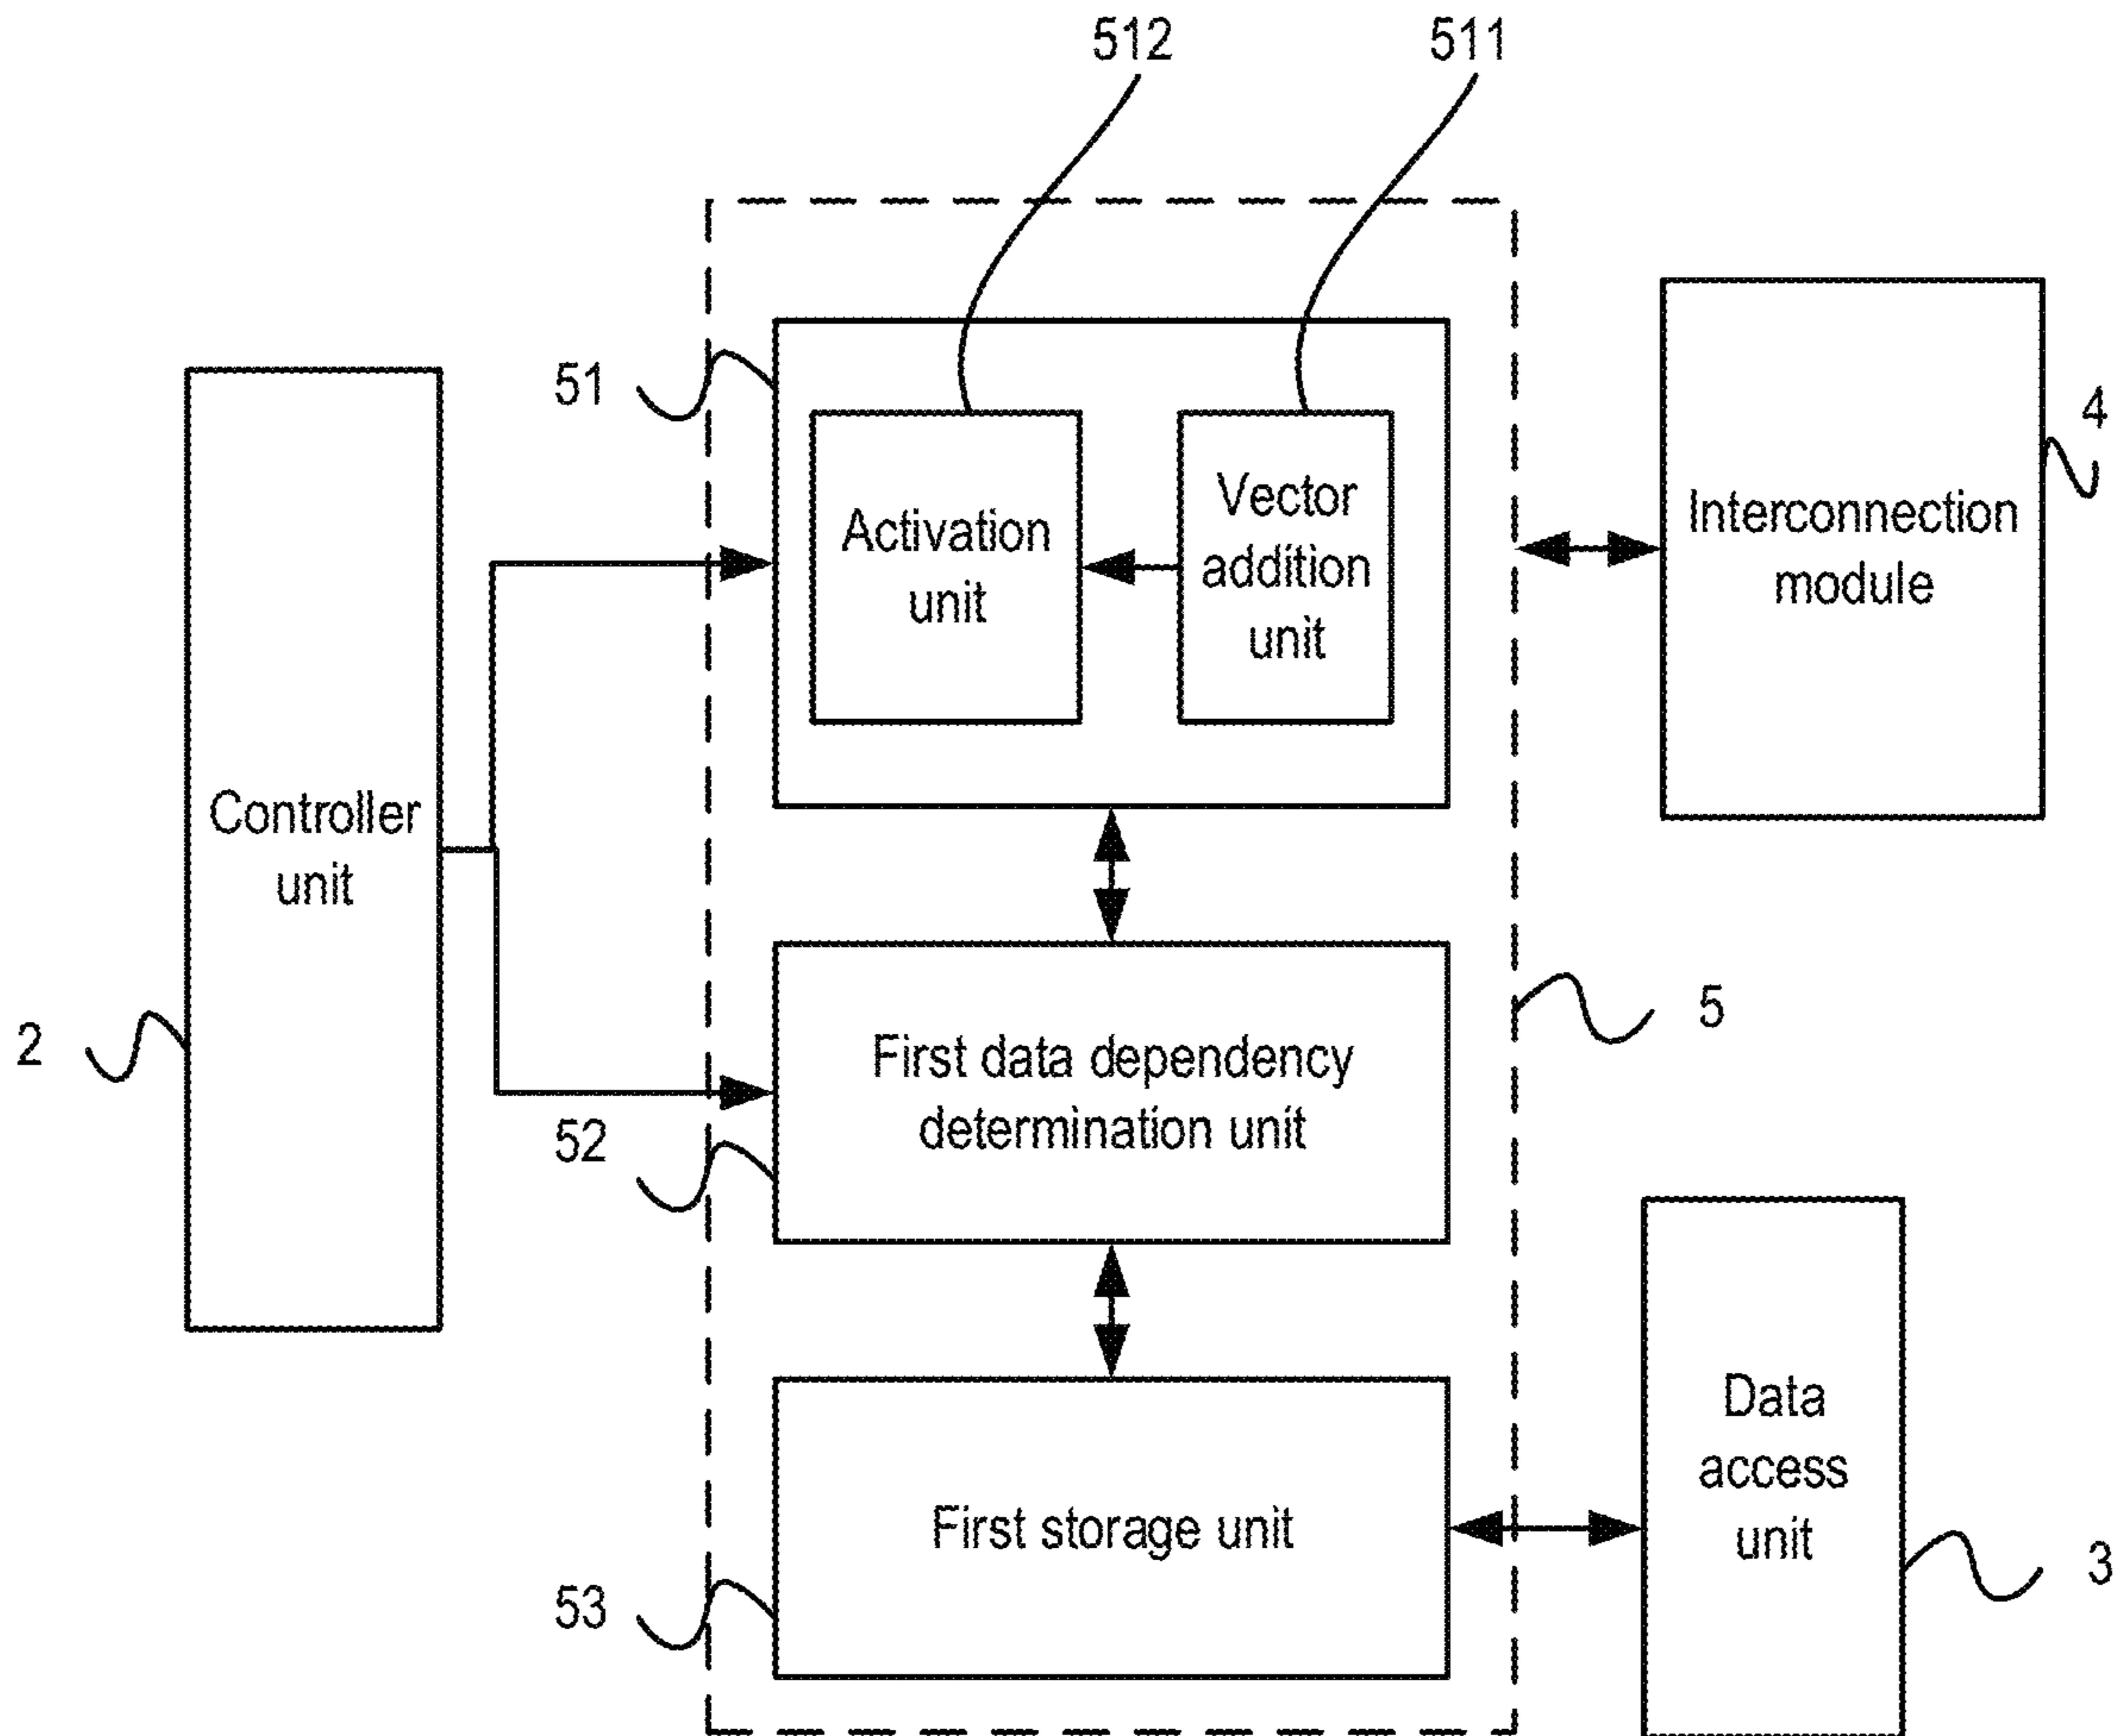 512
511
51
4
Activation
unit
Vector
addition
unit
Interconnection
module
Controller
unit
2
5
First data dependency
determination unit
52
Data
access
unit
First storage unit
53
3